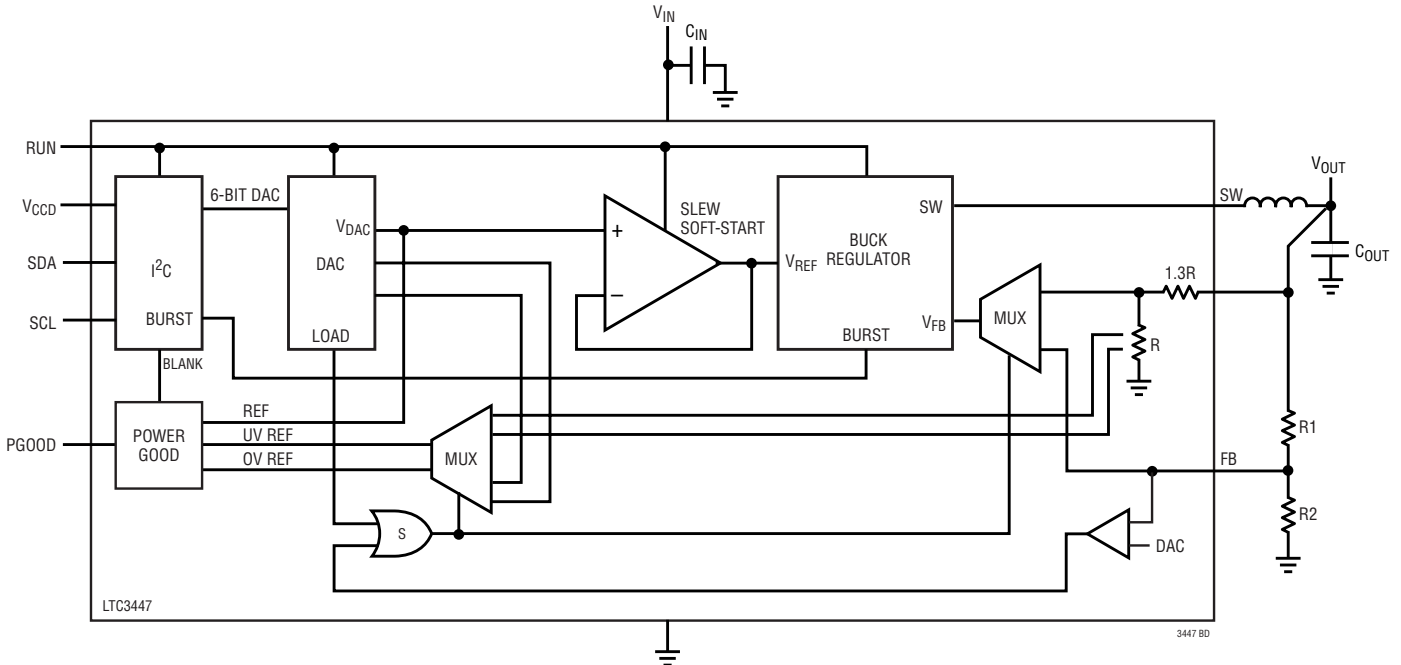 VIN
CIN
RUN
VCCD
SDA
SCL
PGOOD
I2C
BURST
6-BIT DAC
BLANK
VDAC
DAC
LOAD
+
–
SLEW
SOFT-START
VREF
BUCK
REGULATOR
SW
VFB
BURST
MUX
SW
VOUT
COUT
1.3R
R
R1
FB
R2
POWER
GOOD
REF
UV REF
OV REF
MUX
S
DAC
LTC3447
3447 BD